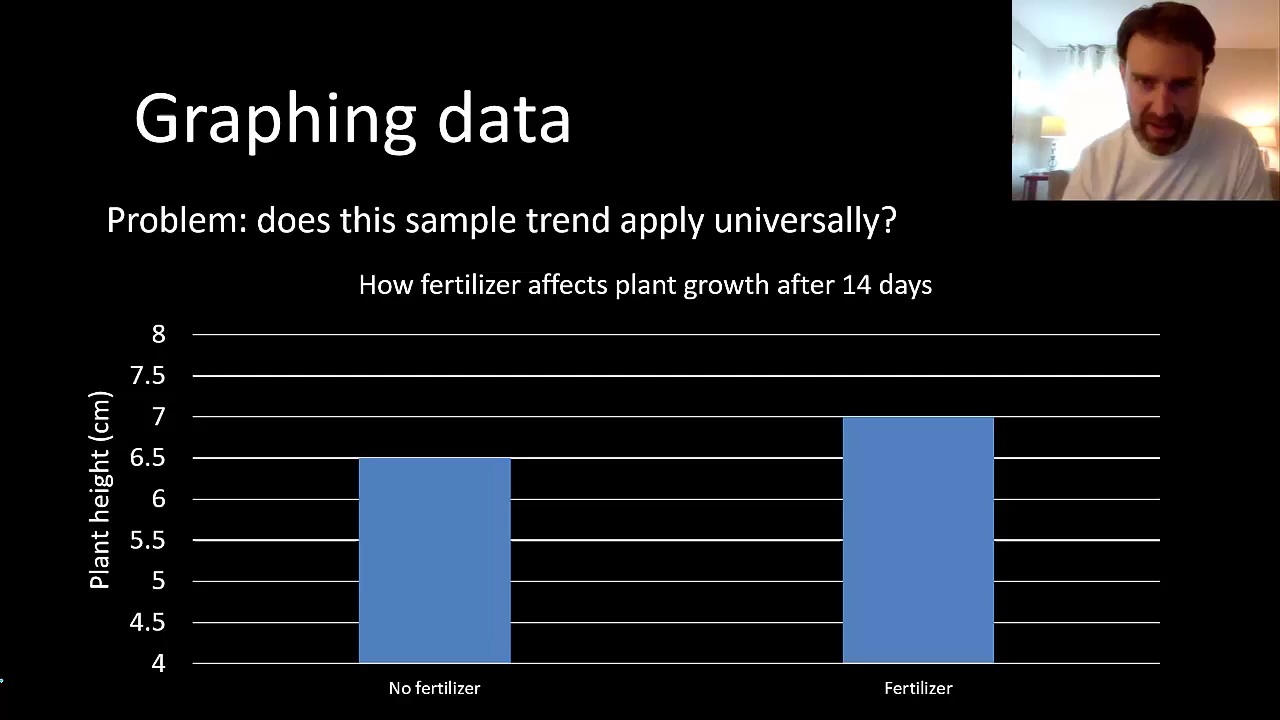 Graphing data
Problem: does this sample trend apply universally?
How fertilizer affects plant growth after 14 days
Plant height (cm)
8
7.5
7
6.5
6
5.5
5
4.5
4
No fertilizer
Fertilizer